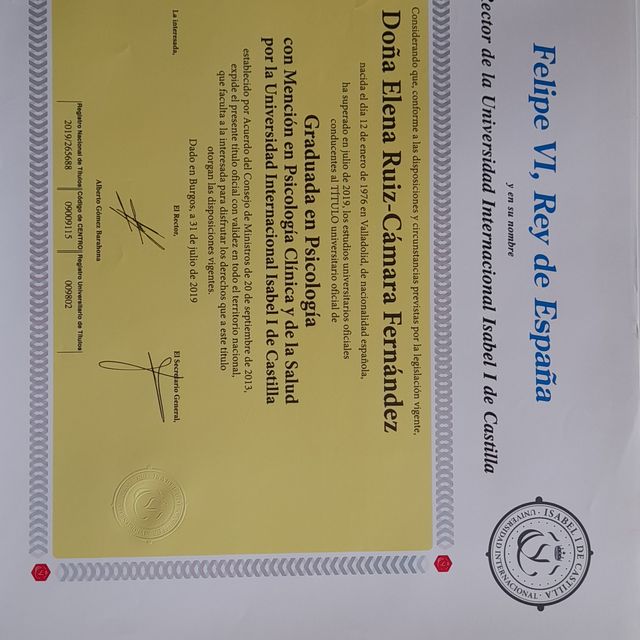 Felipe VI, Rey de España
y en su nombre
Rector de la Universidad Internacional Isabel I de Castilla
Considerando que, conforme a las disposiciones y circunstancias previstas por la legislación vigente,
Doña Elena Ruiz-Cámara Fernández
nacida el día 12 de enero de 1976 en Valladolid, de nacionalidad española,
ha superado en julio de 2019, los estudios universitarios oficiales
conducentes al TÍTULO universitario oficial de
Graduada en Psicología
con Mención en Psicología Clínica y de la Salud
por la Universidad Internacional Isabel I de Castilla
establecido por Acuerdo del Consejo de Ministros de 20 de septiembre de 2013,
expide el presente título oficial con validez en todo el territorio nacional,
que faculta a la interesada para disfrutar los derechos que a este título
otorgan las disposiciones vigentes.
Dado en Burgos, a 31 de julio de 2019
La interesada,
El Rector,
El Secretario General,
Alberto Gómez Barahona
Registro Nacional de Títulos
Código de CENTRO
Registro Universitario de Títulos
2019/265688
09009115
009802
· ISABEL I DE CASTILLA ·
UNIVERSIDAD INTERNACIONAL